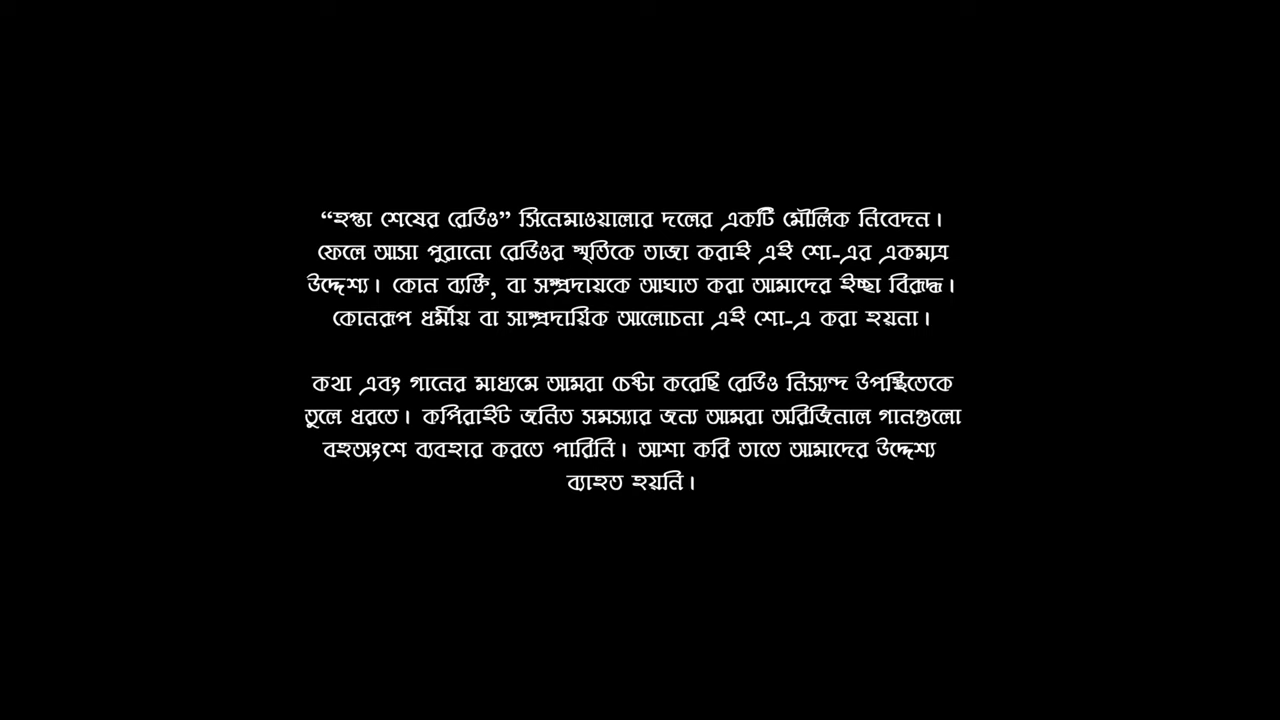 “হপ্তা শেষের রেডিও” সিনেমাওয়ালার দলের একটি মৌলিক নিবেদন।
ফেলে আসা পুরানো রেডিওর স্মৃতিকে তাজা করাই এই শো-এর একমাত্র
উদ্দেশ্য। কোন ব্যক্তি, বা সম্প্রদায়কে আঘাত করা আমাদের ইচ্ছা বিরূদ্ধ।
কোনরূপ ধর্মীয় বা সাম্প্রদায়িক আলোচনা এই শো-এ করা হয়না।
কথা এবং গানের মাধ্যমে আমরা চেষ্টা করেছি রেডিও নিস্যন্দ উপস্থিতেকে
তুলে ধরতে। কপিরাইট জনিত সমস্যার জন্য আমরা অরিজিনাল গানগুলো
বহুঅংশে ব্যবহার করতে পারিনি। আশা করি তাতে আমাদের উদ্দেশ্য
ব্যাহত হয়নি।